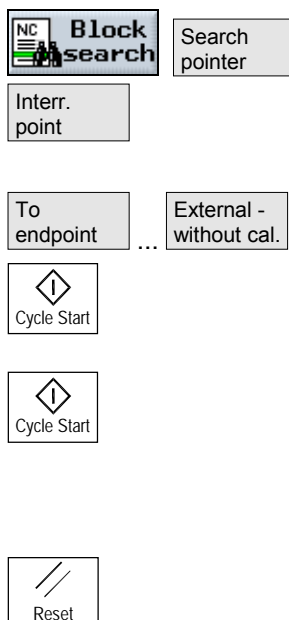 NC Block
search
Search
pointer
Interr.
point
To
endpoint
...
External -
without cal.
Cycle Start
Cycle Start
Reset